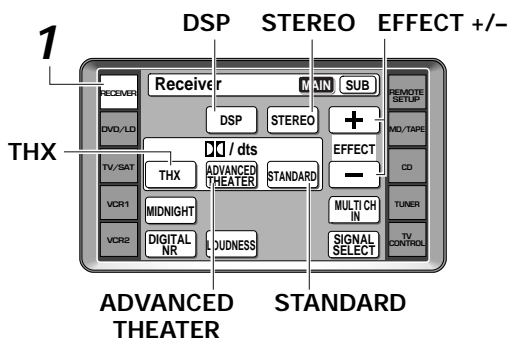 DSP STEREO EFFECT +/–
1
RECEIVER
Receiver MAIN SUB
REMOTE SETUP
DVD/LD
DSP STEREO +
MD/TAPE
EFFECT
THX
/ dts
TV/SAT
THX ADVANCED THEATER STANDARD –
CD
VCR1
MIDNIGHT
MULTI CH IN
TUNER
VCR2
DIGITAL NR LOUDNESS
SIGNAL SELECT
TV CONTROL
ADVANCED THEATER
STANDARD